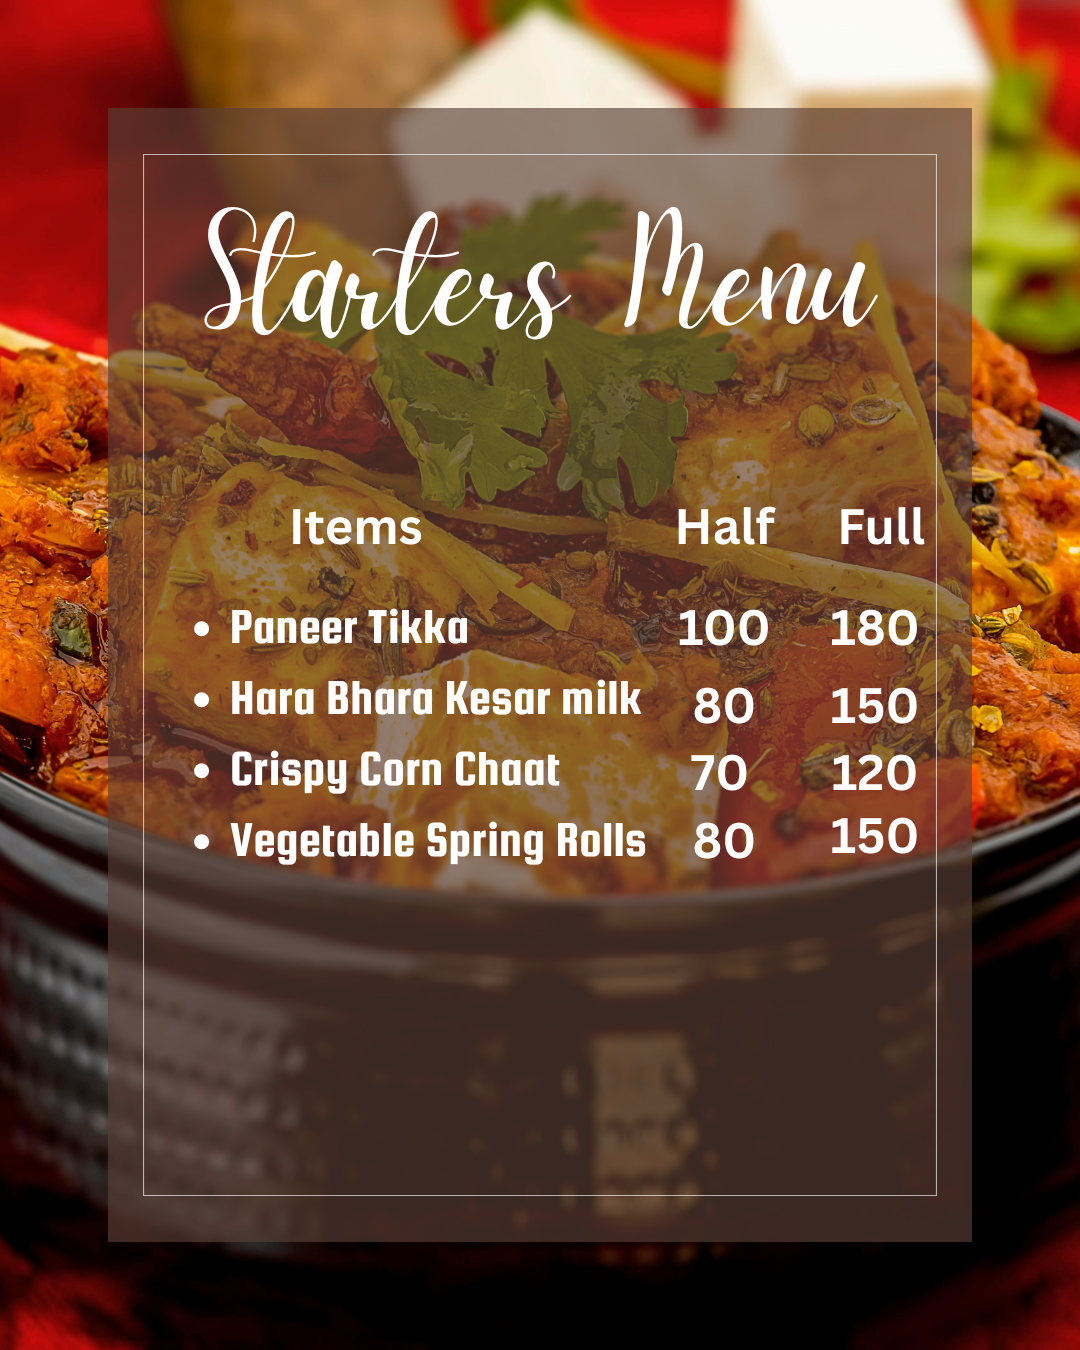 Starters Menu
Items Half Full
• Paneer Tikka 100 180
• Hara Bhara Kesar milk 80 150
• Crispy Corn Chaat 70 120
• Vegetable Spring Rolls 80 150